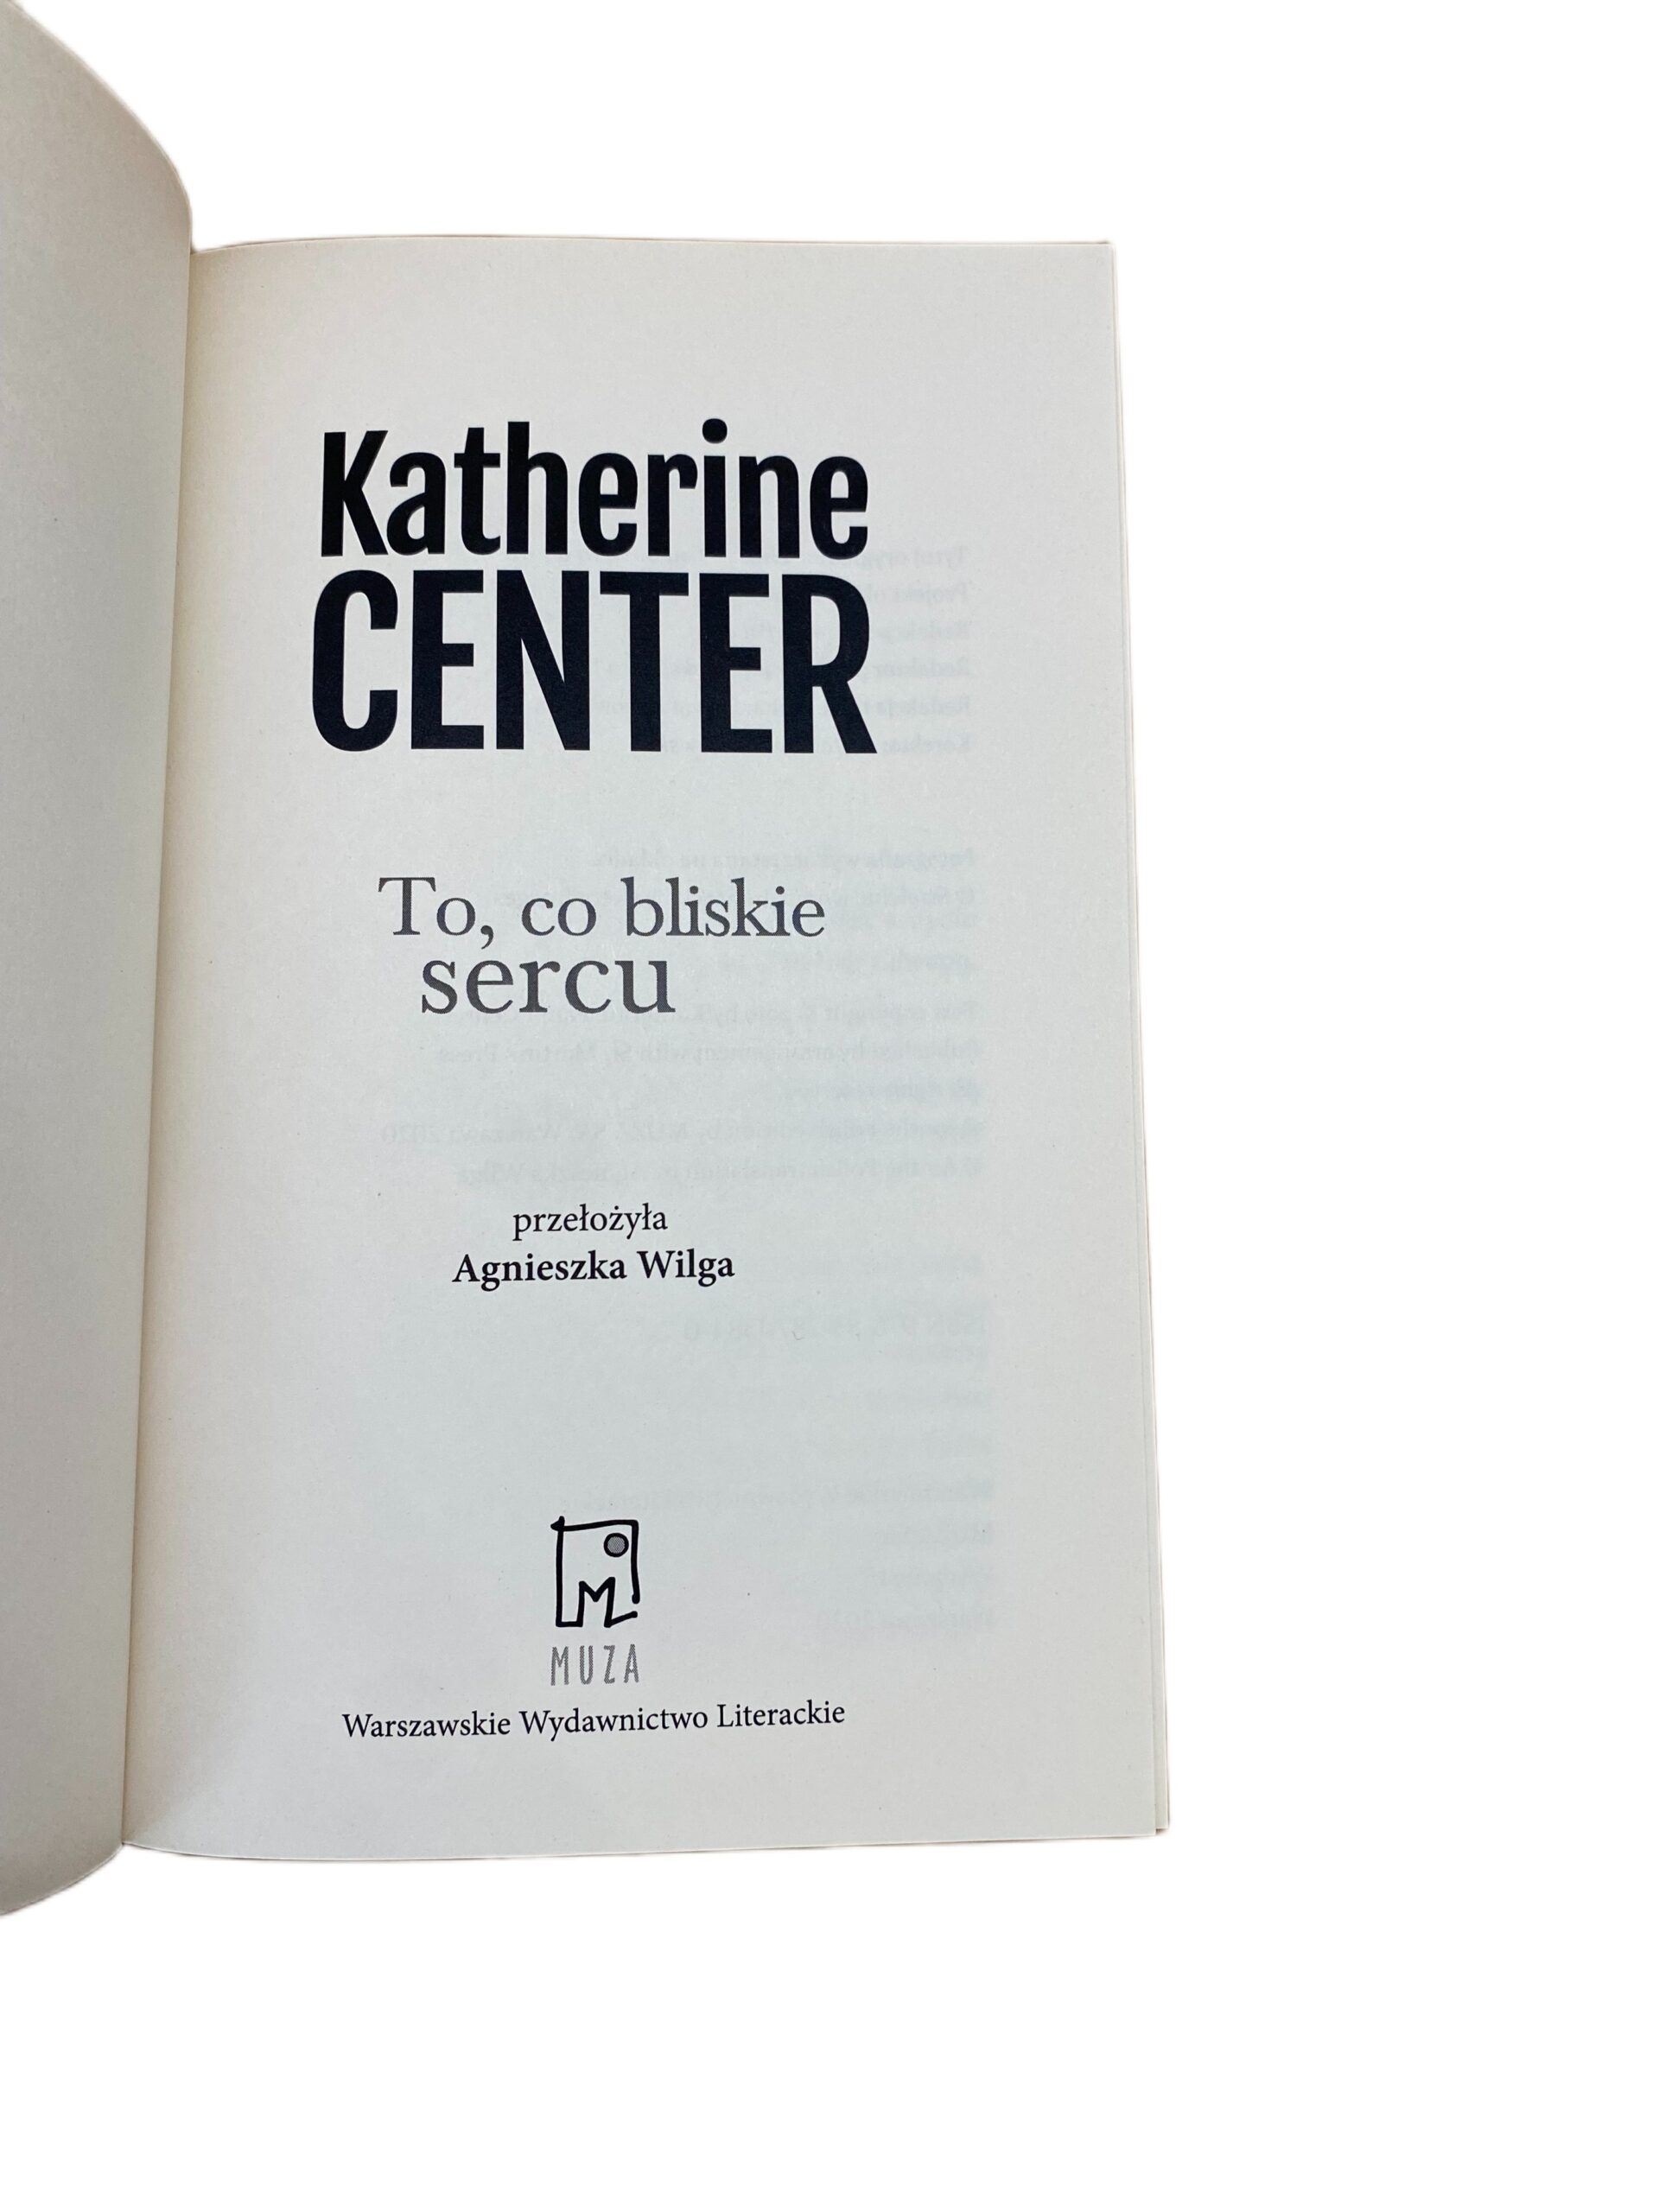 Katherine
CENTER
To, co bliskie
sercu
przełożyła
Agnieszka Wilga
M
MUZA
Warszawskie Wydawnictwo Literackie